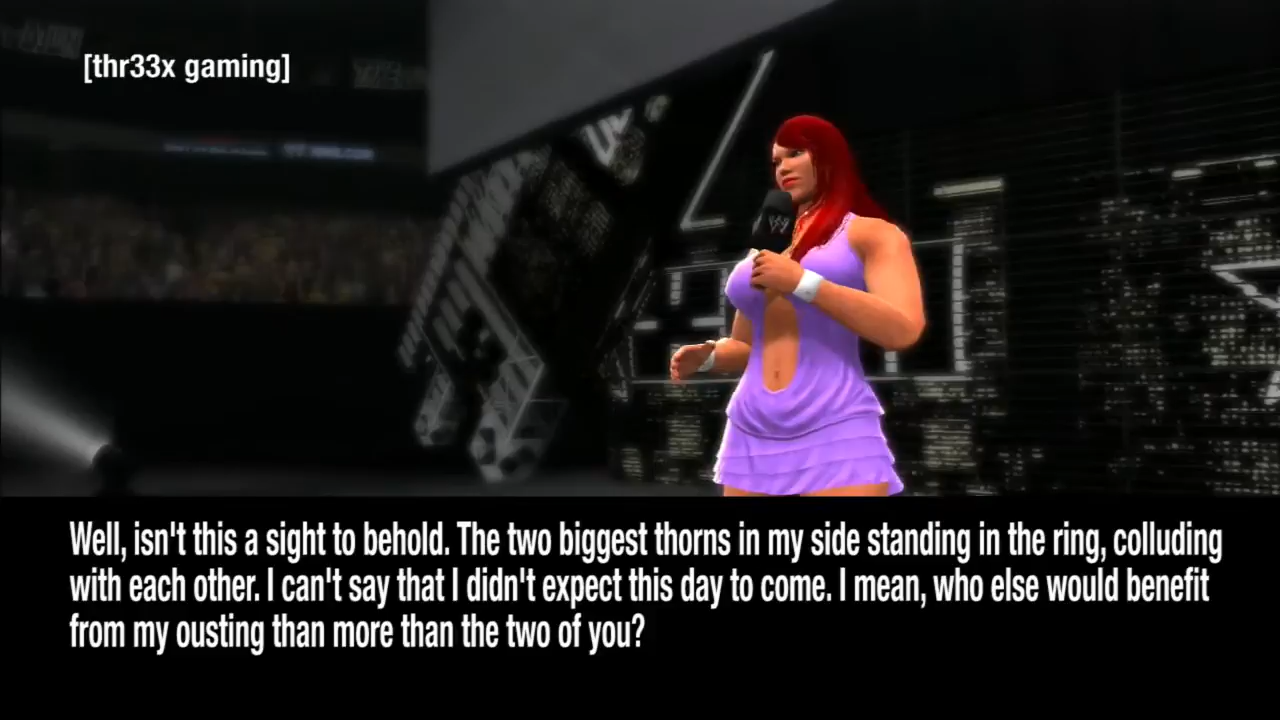 [thr33x gaming]
Well, isn't this a sight to behold. The two biggest thorns in my side standing in the ring, colluding
with each other. I can't say that I didn't expect this day to come. I mean, who else would benefit
from my ousting than more than the two of you?